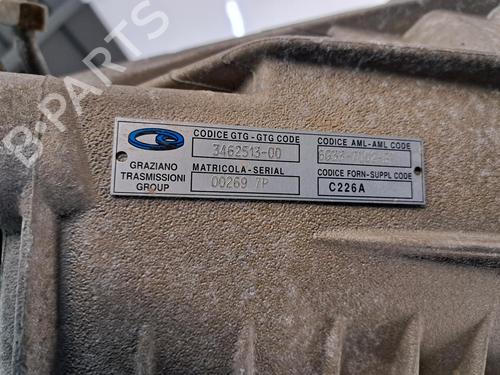 CODICE GTG - GTG CODE
3462513-00
MATRICOLA - SERIAL
00269 7P
GRAZIANO
TRASMISSIONI
GROUP
CODICE AML-AML CODE
CODICE FORN-SUPPL CODE
C226A